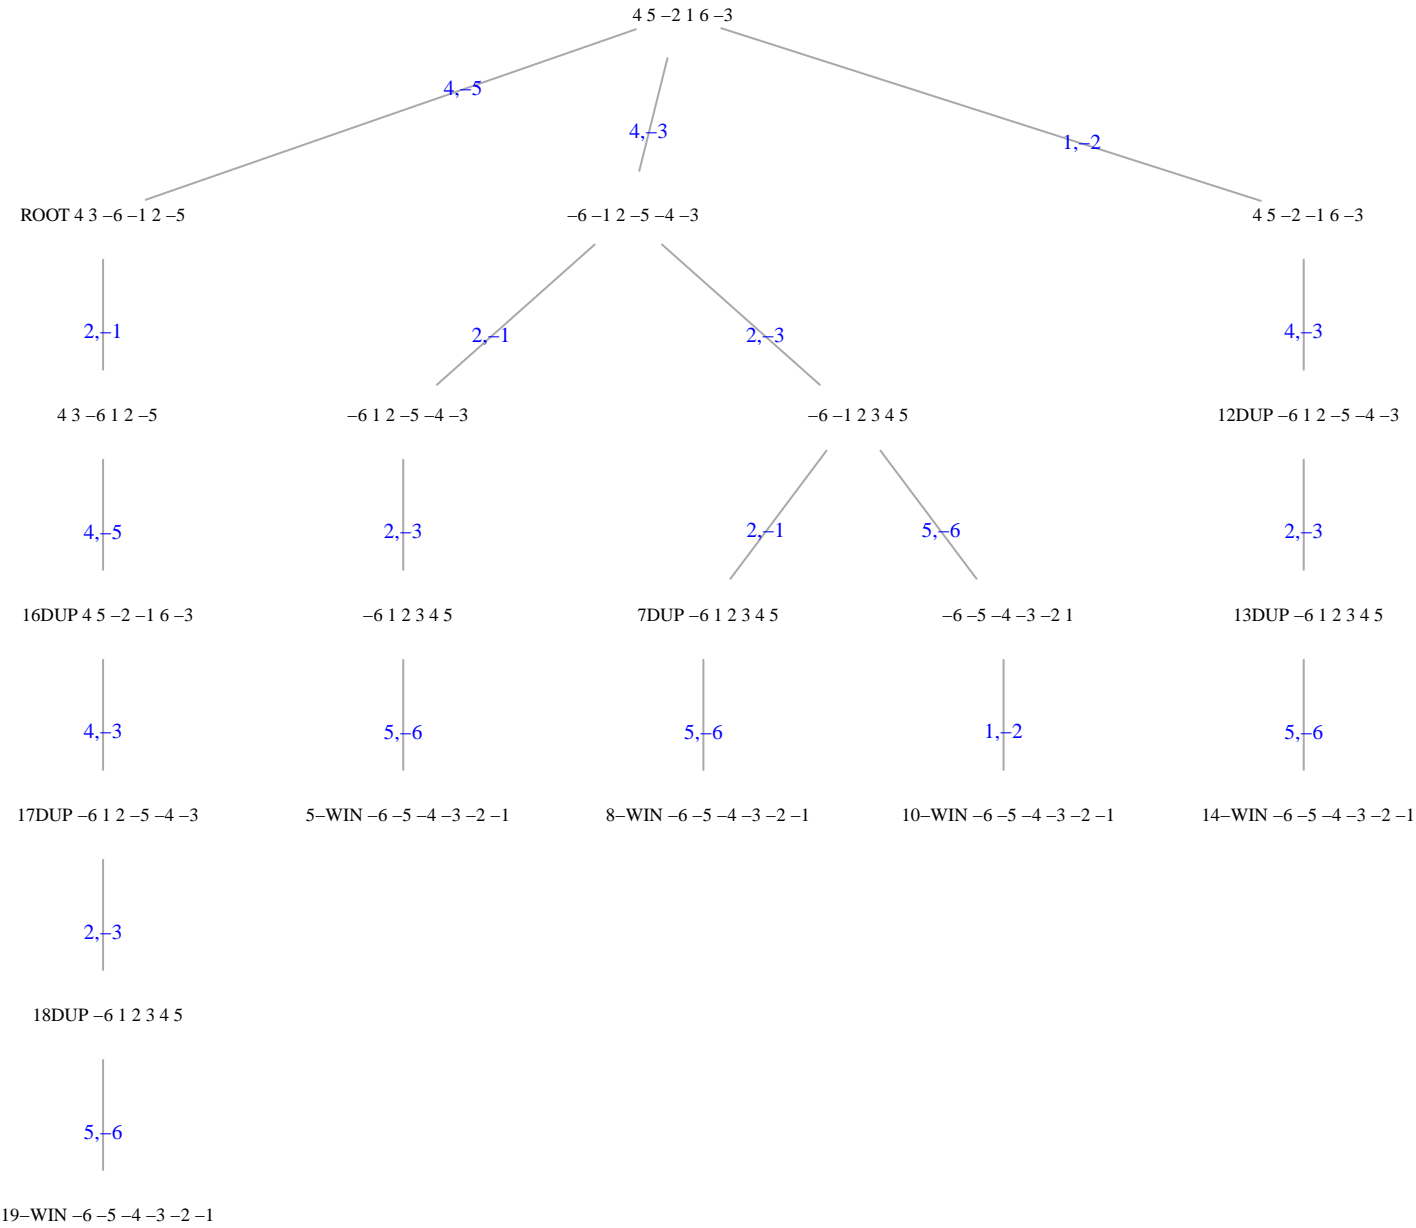 4 5 –2 1 6 –3
4,–5
4,–3
1,–2
ROOT 4 3 –6 –1 2 –5
–6 –1 2 –5 –4 –3
4 5 –2 –1 6 –3
2,–1
2,–1
2,–3
4,–3
4 3 –6 1 2 –5
–6 1 2 –5 –4 –3
–6 –1 2 3 4 5
12DUP –6 1 2 –5 –4 –3
4,–5
2,–3
2,–1
5,–6
2,–3
16DUP 4 5 –2 –1 6 –3
–6 1 2 3 4 5
7DUP –6 1 2 3 4 5
–6 –5 –4 –3 –2 1
13DUP –6 1 2 3 4 5
4,–3
5,–6
5,–6
1,–2
5,–6
17DUP –6 1 2 –5 –4 –3
5–WIN –6 –5 –4 –3 –2 –1
8–WIN –6 –5 –4 –3 –2 –1
10–WIN –6 –5 –4 –3 –2 –1
14–WIN –6 –5 –4 –3 –2 –1
2,–3
18DUP –6 1 2 3 4 5
5,–6
19–WIN –6 –5 –4 –3 –2 –1